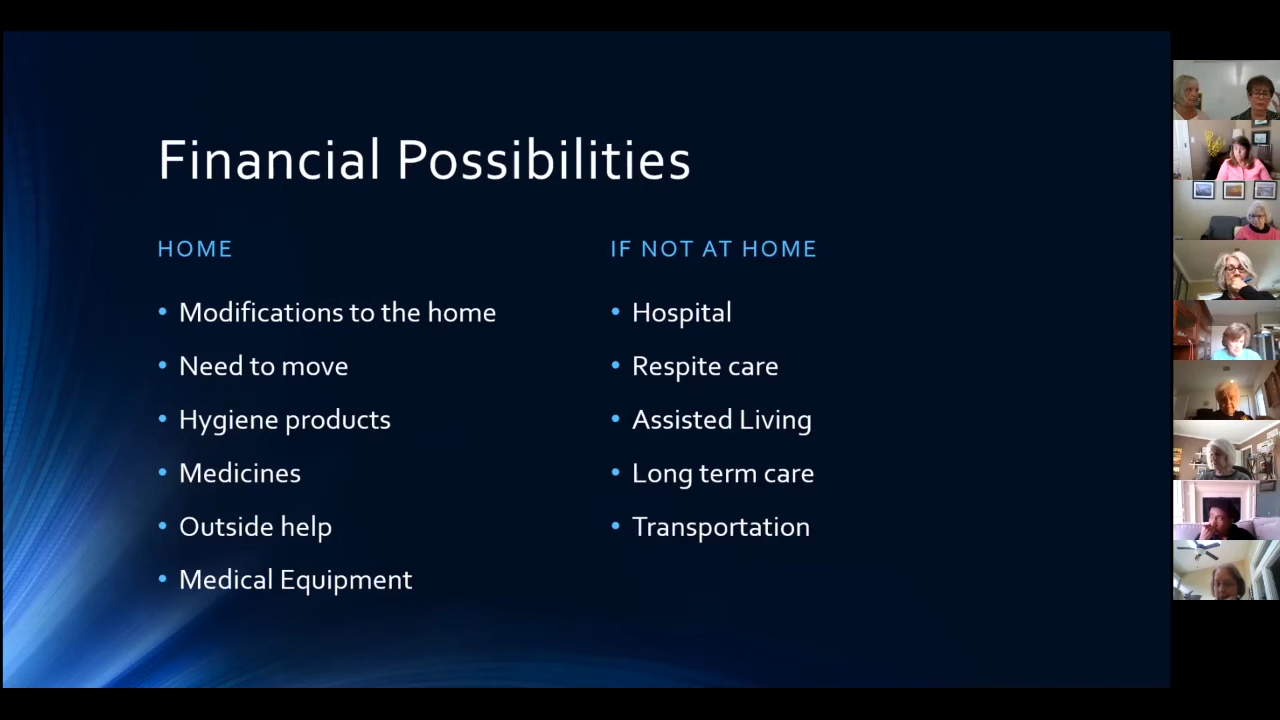 Financial Possibilities
HOME
• Modifications to the home
• Need to move
• Hygiene products
• Medicines
• Outside help
• Medical Equipment
IF NOT AT HOME
• Hospital
• Respite care
• Assisted Living
• Long term care
• Transportation